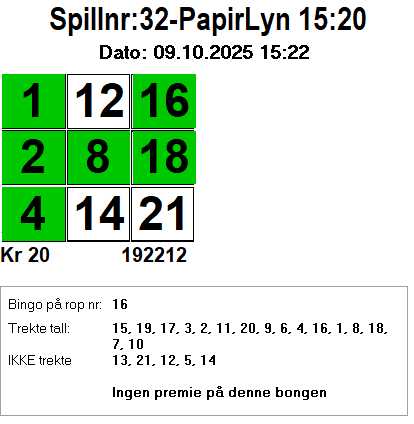 Spillnr:32-PapirLyn 15:20
Dato: 09.10.2025 15:22
1 12 16
2 8 18
4 14 21
Kr 20 192212
Bingo på rop nr: 16
Trekte tall: 15, 19, 17, 3, 2, 11, 20, 9, 6, 4, 16, 1, 8, 18,
7, 10
IKKE trekte 13, 21, 12, 5, 14
Ingen premie på denne bongen